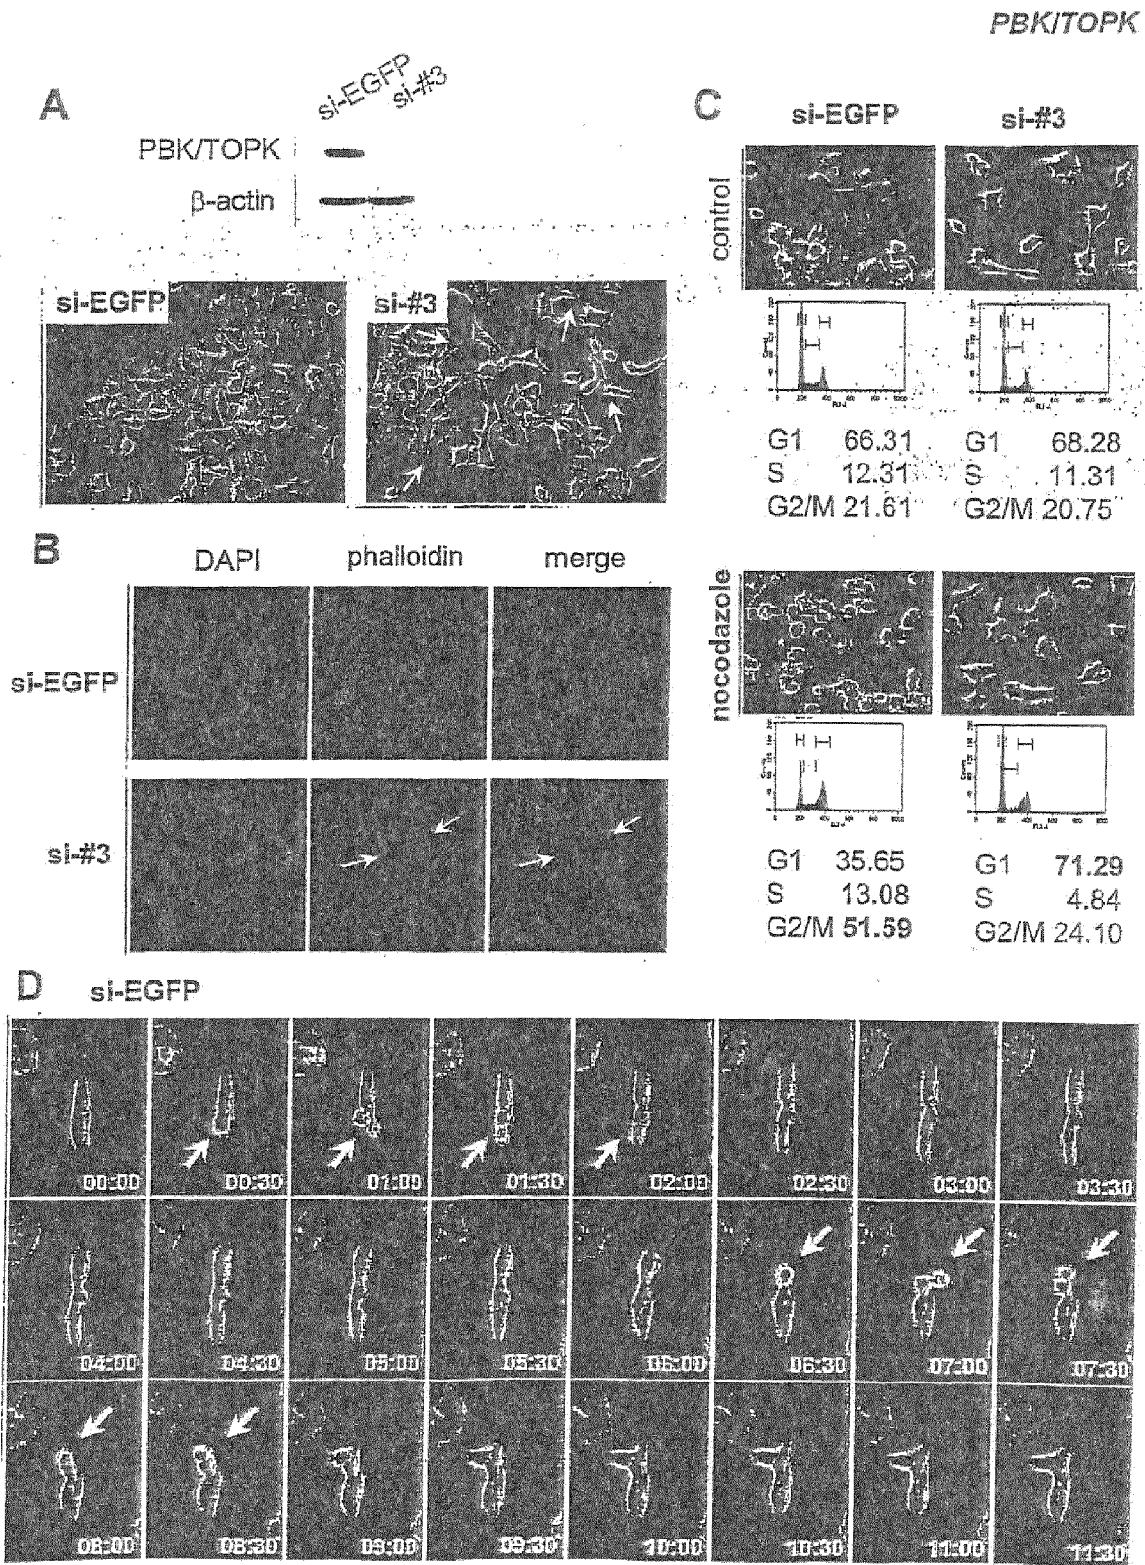 PBK/TOPK
A
si-EGFP
si-#3
PBK/TOPK
β-actin
si-EGFP
si-#3
B
DAPI
phalloidin
merge
si-EGFP
si-#3
C
si-EGFP
si-#3
control
G1 66.31
S 12.31
G2/M 21.61
G1 68.28
S 11.31
G2/M 20.75
nocodazole
G1 35.65
S 13.08
G2/M 51.59
G1 71.29
S 4.84
G2/M 24.10
D si-EGFP
00:00 00:30 01:00 01:30 02:00 02:30 03:00 03:30
04:00 04:30 05:00 05:30 06:00 06:30 07:00 07:30
08:00 08:30 09:00 09:30 10:00 10:30 11:00 11:30